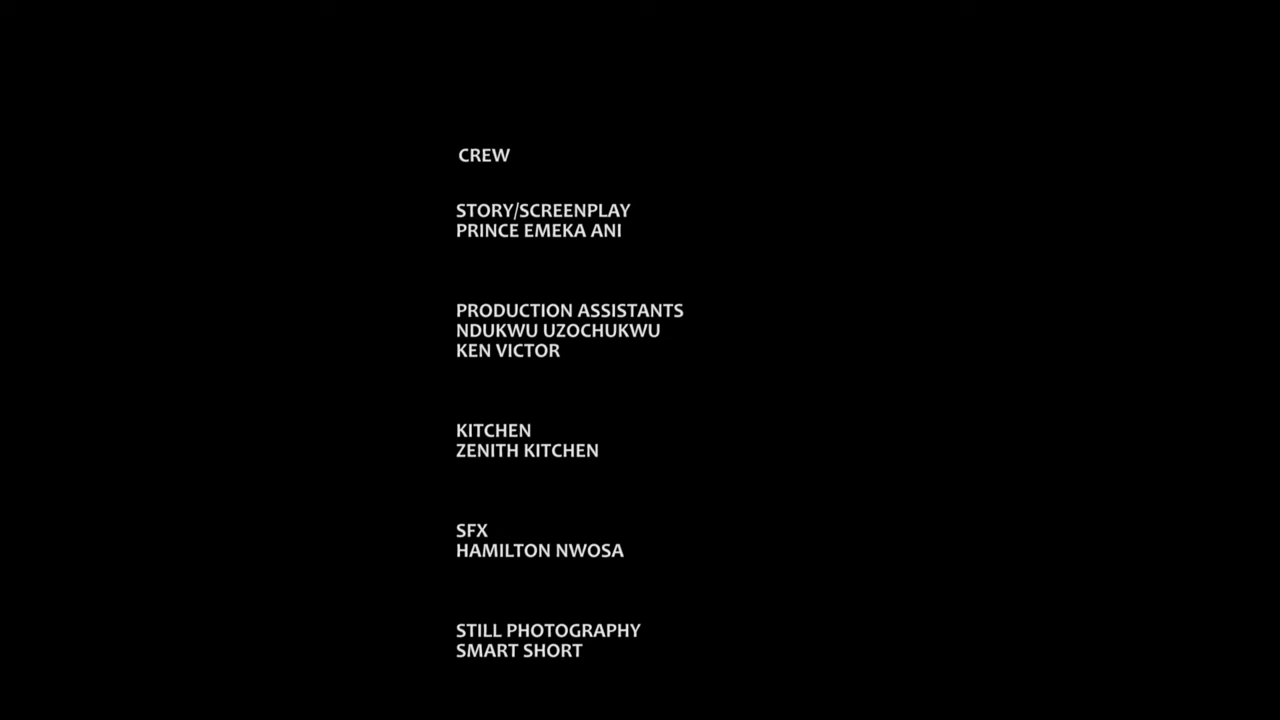 CREW
STORY/SCREENPLAY
PRINCE EMEKA ANI
PRODUCTION ASSISTANTS
NDUKWU UZOCHUKWU
KEN VICTOR
KITCHEN
ZENITH KITCHEN
SFX
HAMILTON NWOSA
STILL PHOTOGRAPHY
SMART SHORT